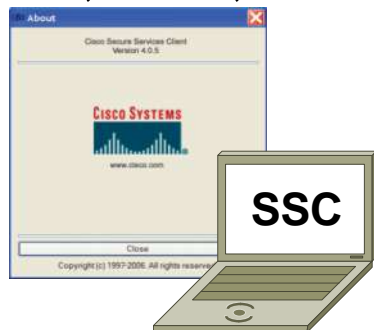 About
Cisco Secure Services Client
Version 4.0.5
CISCO SYSTEMS
www.cisco.com
SSC
Close
Copyright (c) 1997-2006. All rights reserve